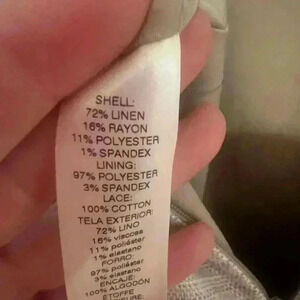 SHELL:
72% LINEN
16% RAYON
11% POLYESTER
1% SPANDEX
LINING:
97% POLYESTER
3% SPANDEX
LACE:
100% COTTON
TELA EXTERIOR:
72% LINO
16% viscosa
11% poliéster
1% elastano
FORRO:
97% poliéster
3% elastano
ENCAJE:
100% ALGODÓN
ÉTOFFE